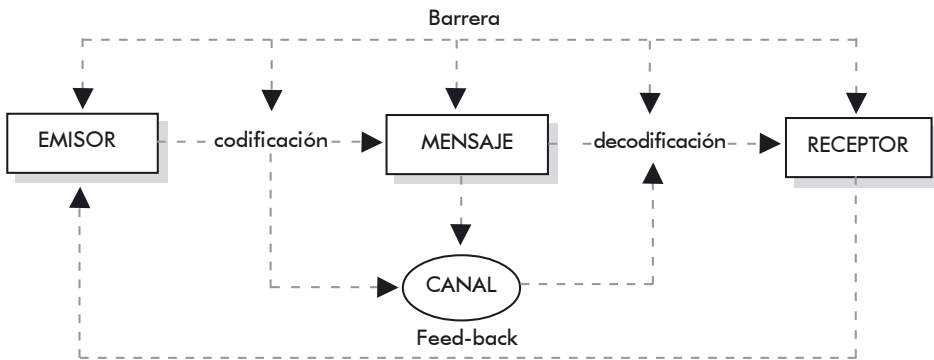 Barrera
EMISOR
codificación
MENSAJE
decodificación
RECEPTOR
CANAL
Feed-back